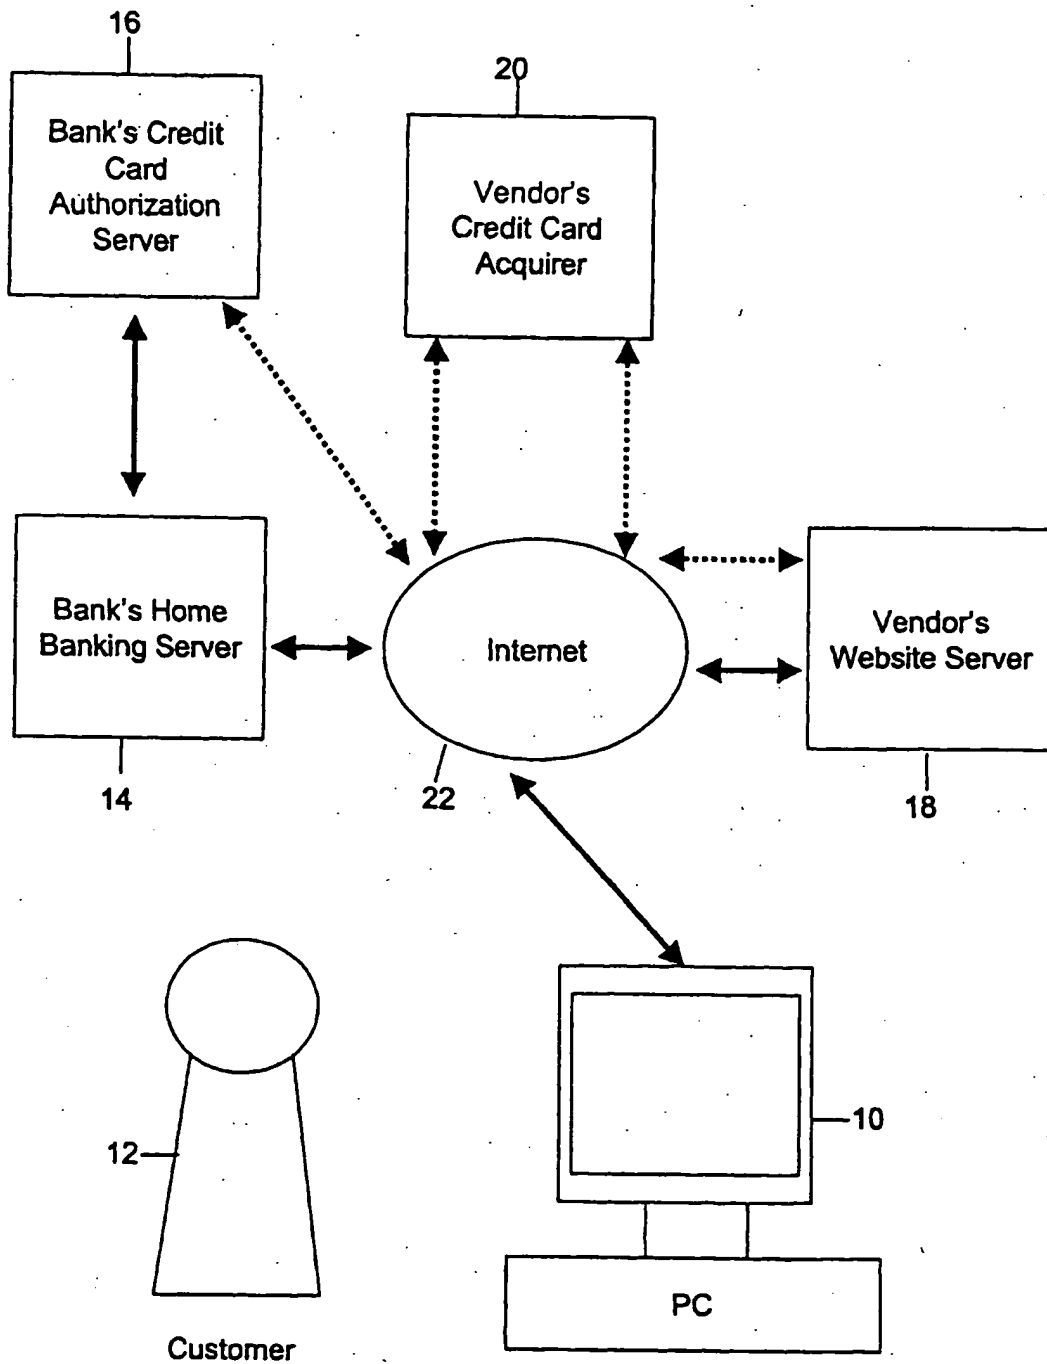 16
Bank's Credit
Card
Authorization
Server
20
Vendor's
Credit Card
Acquirer
Bank's Home
Banking Server
14
Internet
22
Vendor's
Website Server
18
12
Customer
10
PC